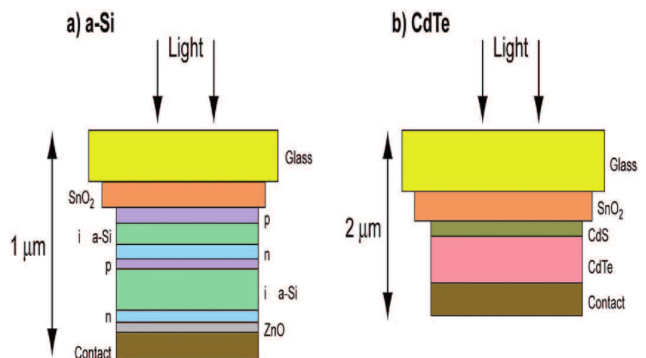 a) a-Si
Light
Glass
SnO₂
p
i a-Si
n
p
i a-Si
n
ZnO
Contact
1 μm
b) CdTe
Light
Glass
SnO₂
CdS
CdTe
Contact
2 μm